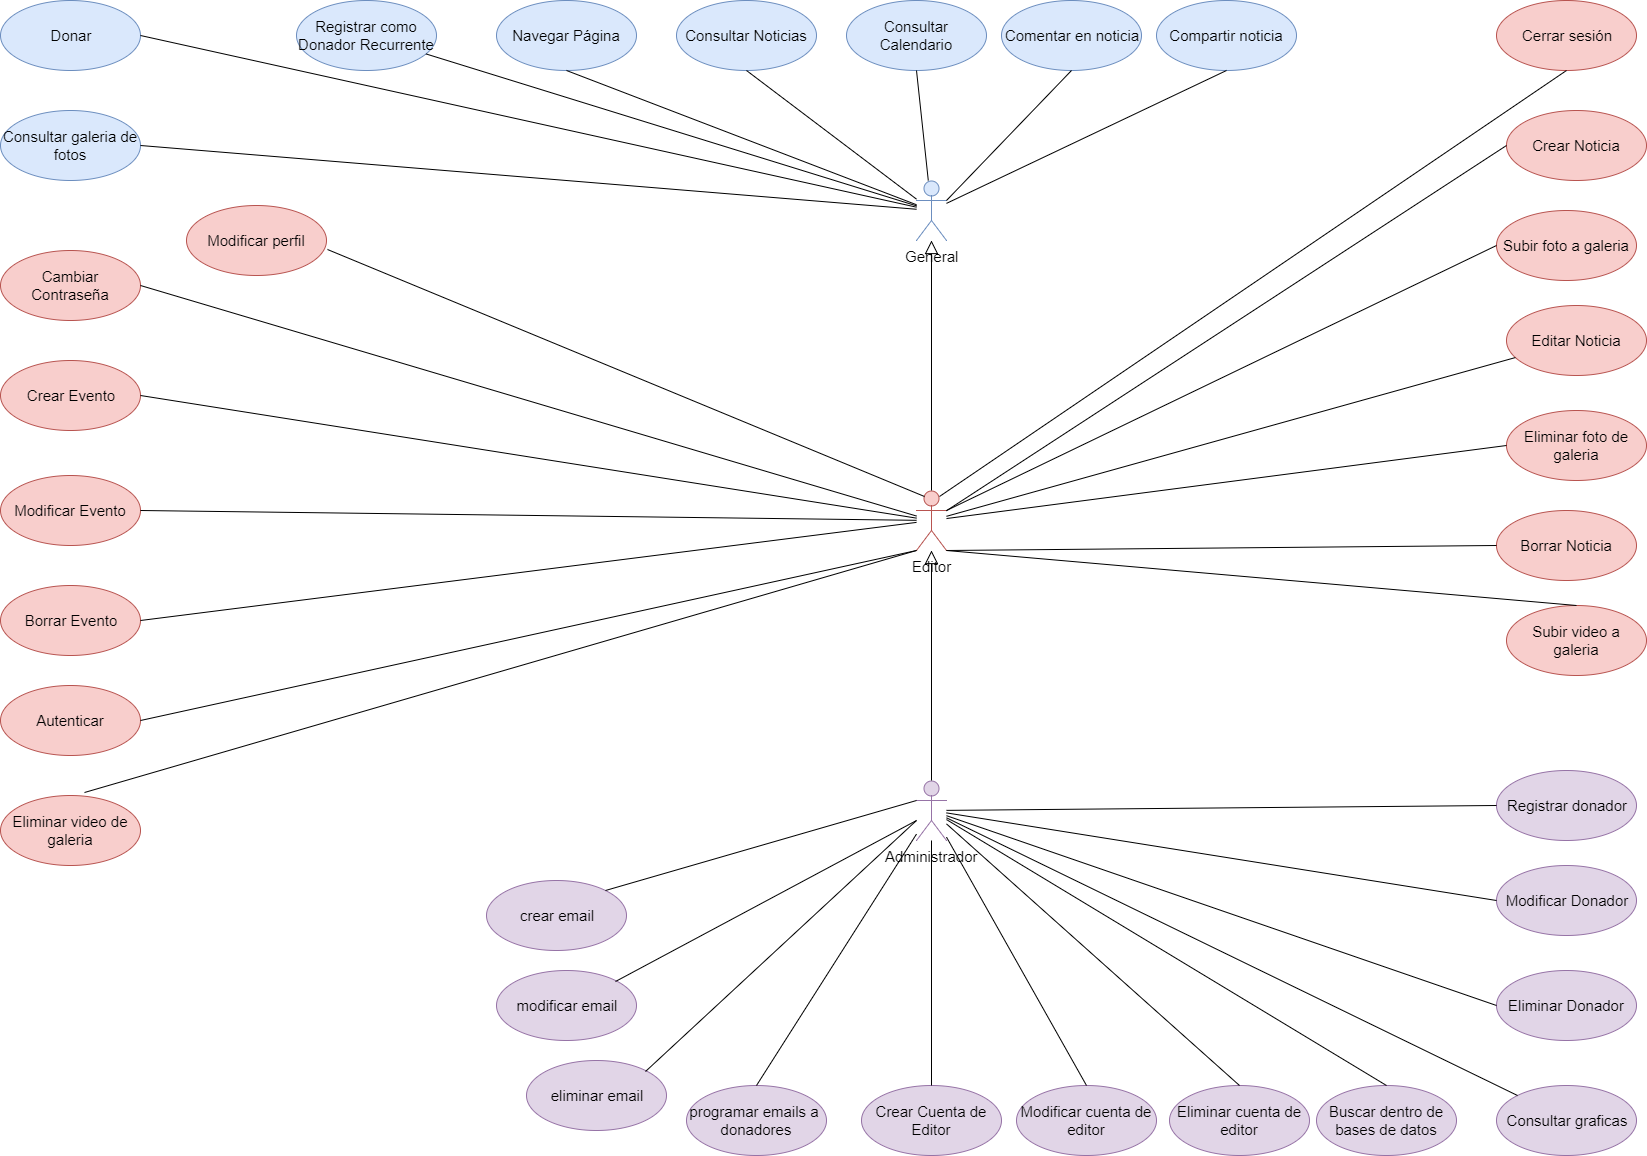 Donar
Registrar como
Donador Recurrente
Navegar Página
Consultar Noticias
Consultar
Calendario
Comentar en noticia
Compartir noticia
Cerrar sesión
Consultar galeria de
fotos
Crear Noticia
Modificar perfil
General
Subir foto a galeria
Cambiar
Contraseña
Editar Noticia
Crear Evento
Eliminar foto de
galeria
Modificar Evento
Editor
Borrar Noticia
Borrar Evento
Subir video a
galeria
Autenticar
Eliminar video de
galeria
Administrador
Registrar donador
crear email
Modificar Donador
modificar email
Eliminar Donador
eliminar email
programar emails a
donadores
Crear Cuenta de
Editor
Modificar cuenta de
editor
Eliminar cuenta de
editor
Buscar dentro de
bases de datos
Consultar graficas